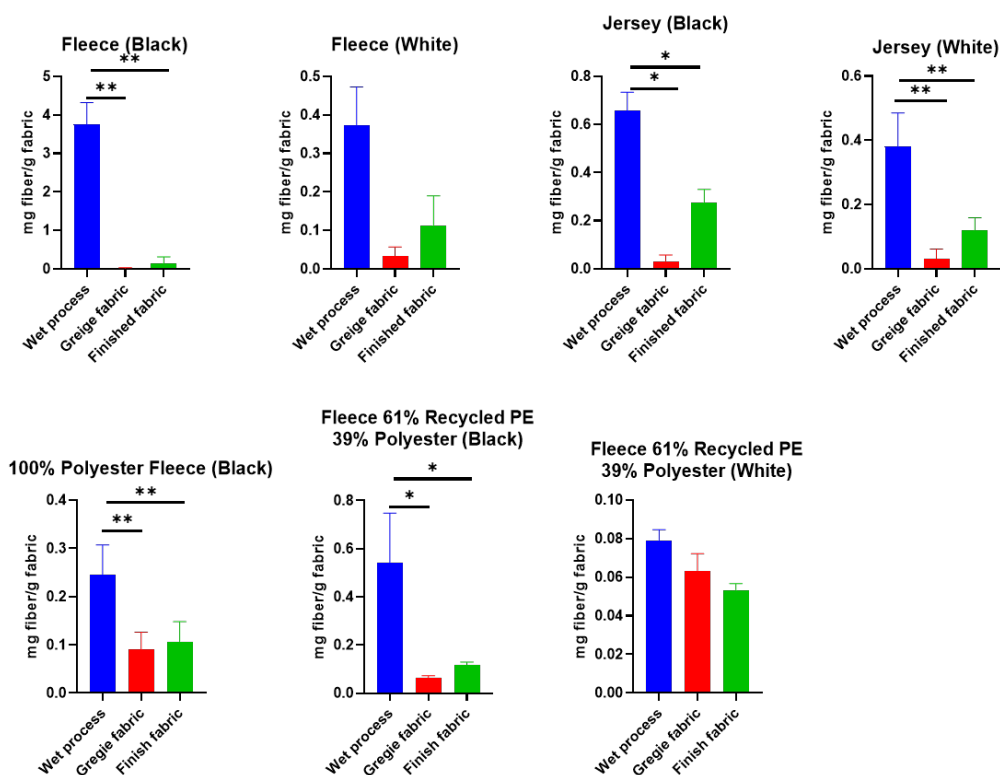 Fleece (Black)
**
**
mg fiber/g fabric
5
4
3
2
1
0
Wet process
Greige fabric
Finished fabric
Fleece (White)
mg fiber/g fabric
0.5
0.4
0.3
0.2
0.1
0.0
Wet process
Greige fabric
Finished fabric
Jersey (Black)
*
*
mg fiber/g fabric
0.8
0.6
0.4
0.2
0.0
Wet process
Greige fabric
Finished fabric
Jersey (White)
**
**
mg fiber/g fabric
0.6
0.4
0.2
0.0
Wet process
Greige fabric
Finished fabric
100% Polyester Fleece (Black)
**
**
mg fiber/g fabric
0.4
0.3
0.2
0.1
0.0
Wet process
Gregie fabric
Finish fabric
Fleece 61% Recycled PE
39% Polyester (Black)
*
*
mg fiber/g fabric
0.8
0.6
0.4
0.2
0.0
Wet process
Gregie fabric
Finish fabric
Fleece 61% Recycled PE
39% Polyester (White)
mg fiber/g fabric
0.10
0.08
0.06
0.04
0.02
0.00
Wet process
Gregie fabric
Finish fabric